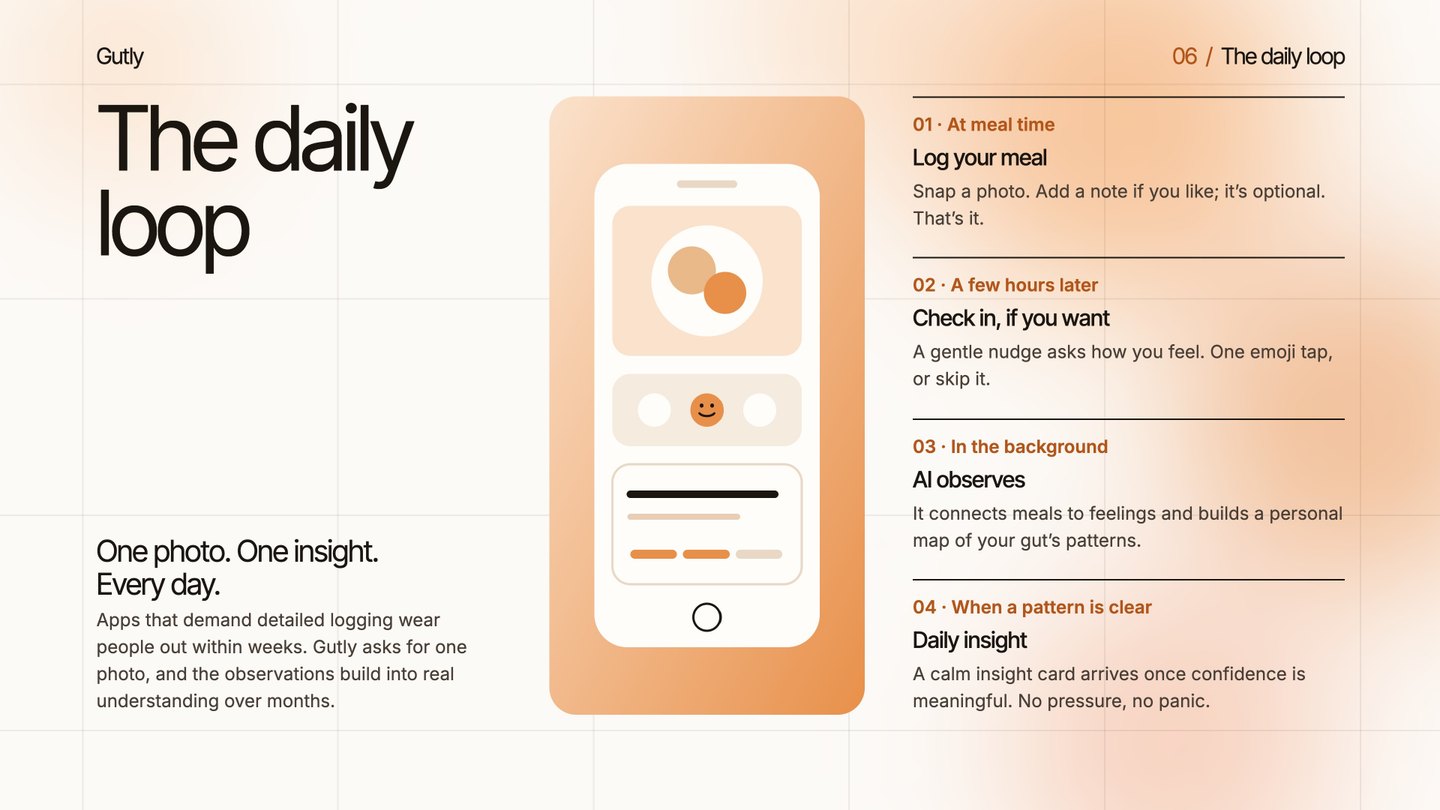 Gutly
06 / The daily loop
The daily
loop
One photo. One insight.
Every day.
Apps that demand detailed logging wear
people out within weeks. Gutly asks for one
photo, and the observations build into real
understanding over months.
01 · At meal time
Log your meal
Snap a photo. Add a note if you like; it’s optional.
That’s it.
02 · A few hours later
Check in, if you want
A gentle nudge asks how you feel. One emoji tap,
or skip it.
03 · In the background
AI observes
It connects meals to feelings and builds a personal
map of your gut’s patterns.
04 · When a pattern is clear
Daily insight
A calm insight card arrives once confidence is
meaningful. No pressure, no panic.